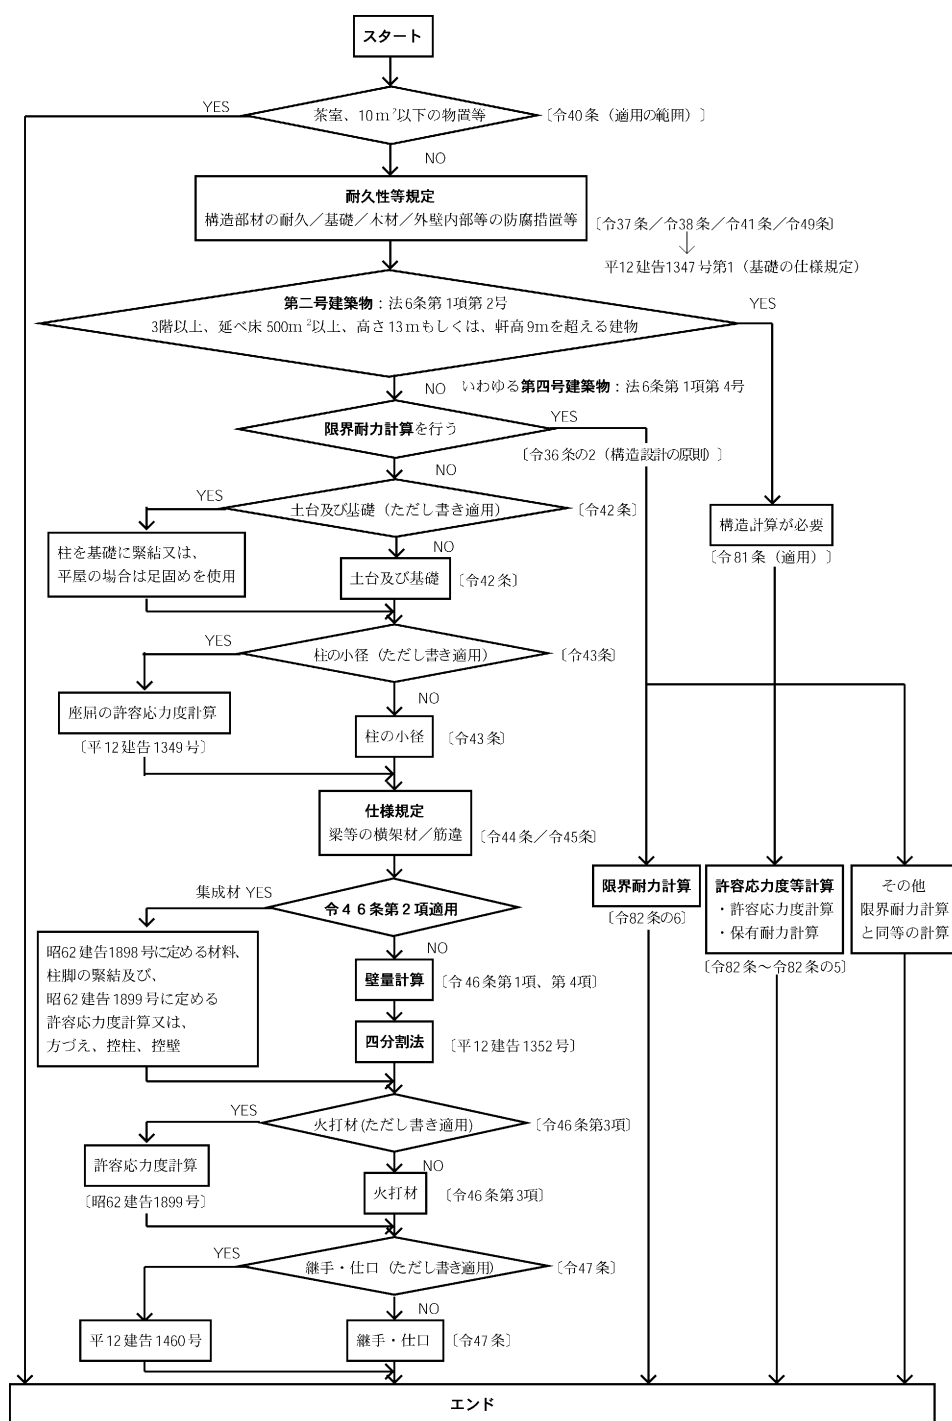 スタート
YES
茶室、10㎡以下の物置等
〔令40条（適用の範囲）〕
NO
耐久性等規定
構造部材の耐久／基礎／木材／外壁内部等の防腐措置等
〔令37条／令38条／令41条／令49条〕
平12建告1347号第1（基礎の仕様規定）
第二号建築物：法6条第1項第2号
3階以上、延べ床500m²以上、高さ13mもしくは、軒高9mを超える建物
YES
NO
いわゆる第四号建築物：法6条第1項第4号
限界耐力計算を行う
YES
〔令36条の2（構造設計の原則）〕
NO
YES
土台及び基礎（ただし書き適用）
〔令42条〕
構造計算が必要
〔令81条（適用）〕
柱を基礎に緊結又は、
平屋の場合は足固めを使用
NO
土台及び基礎
〔令42条〕
YES
柱の小径（ただし書き適用）
〔令43条〕
座屈の許容応力度計算
〔平12建告1349号〕
NO
柱の小径
〔令43条〕
仕様規定
梁等の横架材／筋違
〔令44条／令45条〕
限界耐力計算
〔令82条の6〕
許容応力度等計算
・許容応力度計算
・保有耐力計算
〔令82条～令82条の5〕
その他
限界耐力計算
と同等の計算
集成材 YES
令４６条第２項適用
昭62建告1898号に定める材料、
柱脚の緊結及び、
昭62建告1899号に定める
許容応力度計算又は、
方づえ、控柱、控壁
NO
壁量計算
〔令46条第1項、第4項〕
四分割法
〔平12建告1352号〕
YES
火打材(ただし書き適用)
〔令46条第3項〕
許容応力度計算
〔昭62建告1899号〕
NO
火打材
〔令46条第3項〕
YES
継手・仕口（ただし書き適用）
〔令47条〕
平12建告1460号
NO
継手・仕口
〔令47条〕
エンド